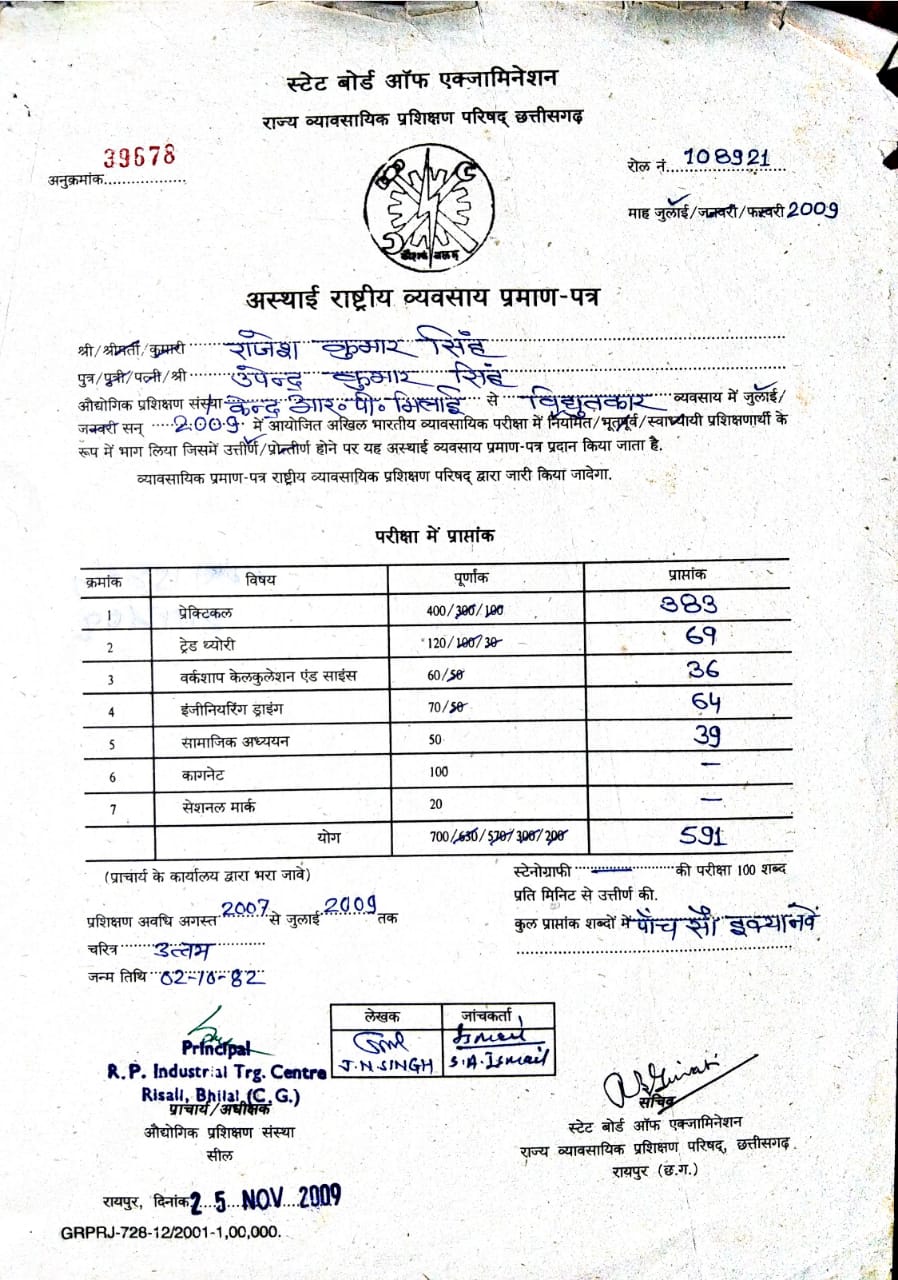 स्टेट बोर्ड ऑफ एक्जामिनेशन
राज्य व्यावसायिक प्रशिक्षण परिषद् छत्तीसगढ़
अनुक्रमांक 39678
रोल नं. 108921
माह जुलाई/जनवरी/फरवरी 2009
अस्थाई राष्ट्रीय व्यवसाय प्रमाण-पत्र
श्री/श्रीमती/कुमारी राजेश कुमार सिंह
पुत्र/पुत्री/पत्नी/श्री उपेन्द्र कुमार सिंह
औद्योगिक प्रशिक्षण संस्था/केन्द्र आर॰ पी॰ भिलाई से विद्युतकार व्यवसाय में जुलाई/
जनवरी सन् 2009 में आयोजित अखिल भारतीय व्यावसायिक परीक्षा में नियमित/भूतपूर्व/स्वाध्यायी प्रशिक्षणार्थी के
रूप में भाग लिया जिसमें उत्तीर्ण/प्रोन्तीर्ण होने पर यह अस्थाई व्यवसाय प्रमाण-पत्र प्रदान किया जाता है.
व्यावसायिक प्रमाण-पत्र राष्ट्रीय व्यावसायिक प्रशिक्षण परिषद् द्वारा जारी किया जावेगा.
परीक्षा में प्राप्तांक
क्रमांक विषय पूर्णांक प्राप्तांक
1 प्रेक्टिकल 400/300/100 383
2 ट्रेड थ्योरी 120/100/30 69
3 वर्कशाप केलकुलेशन एंड साइंस 60/50 36
4 इंजीनियरिंग ड्राइंग 70/50 64
5 सामाजिक अध्ययन 50 39
6 कागनेट 100 –
7 सेशनल मार्क 20 –
योग 700/630/520/300/200 591
(प्राचार्य के कार्यालय द्वारा भरा जावे)
स्टेनोग्राफी की परीक्षा 100 शब्द
प्रति मिनिट से उत्तीर्ण की.
प्रशिक्षण अवधि अगस्त 2007 से जुलाई 2009 तक
कुल प्राप्तांक शब्दों में पाँच सौ इक्यानवें
चरित्र उत्तम
जन्म तिथि 02-10-82
लेखक जांचकर्ता
J.N.SINGH S.A.Ismail
Principal
R.P. Industrial Trg. Centre
Risali, Bhilai (C.G.)
प्राचार्य/अधीक्षक
औद्योगिक प्रशिक्षण संस्था
सील
सचिव
स्टेट बोर्ड ऑफ एक्जामिनेशन
राज्य व्यावसायिक प्रशिक्षण परिषद्, छत्तीसगढ़
रायपुर (छ.ग.)
रायपुर, दिनांक 25 NOV 2009
GRPRJ-728-12/2001-1,00,000.